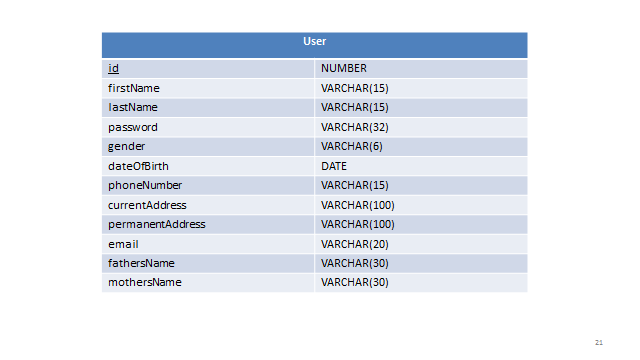 User
id NUMBER
firstName VARCHAR(15)
lastName VARCHAR(15)
password VARCHAR(32)
gender VARCHAR(6)
dateOfBirth DATE
phoneNumber VARCHAR(15)
currentAddress VARCHAR(100)
permanentAddress VARCHAR(100)
email VARCHAR(20)
fathersName VARCHAR(30)
mothersName VARCHAR(30)
21